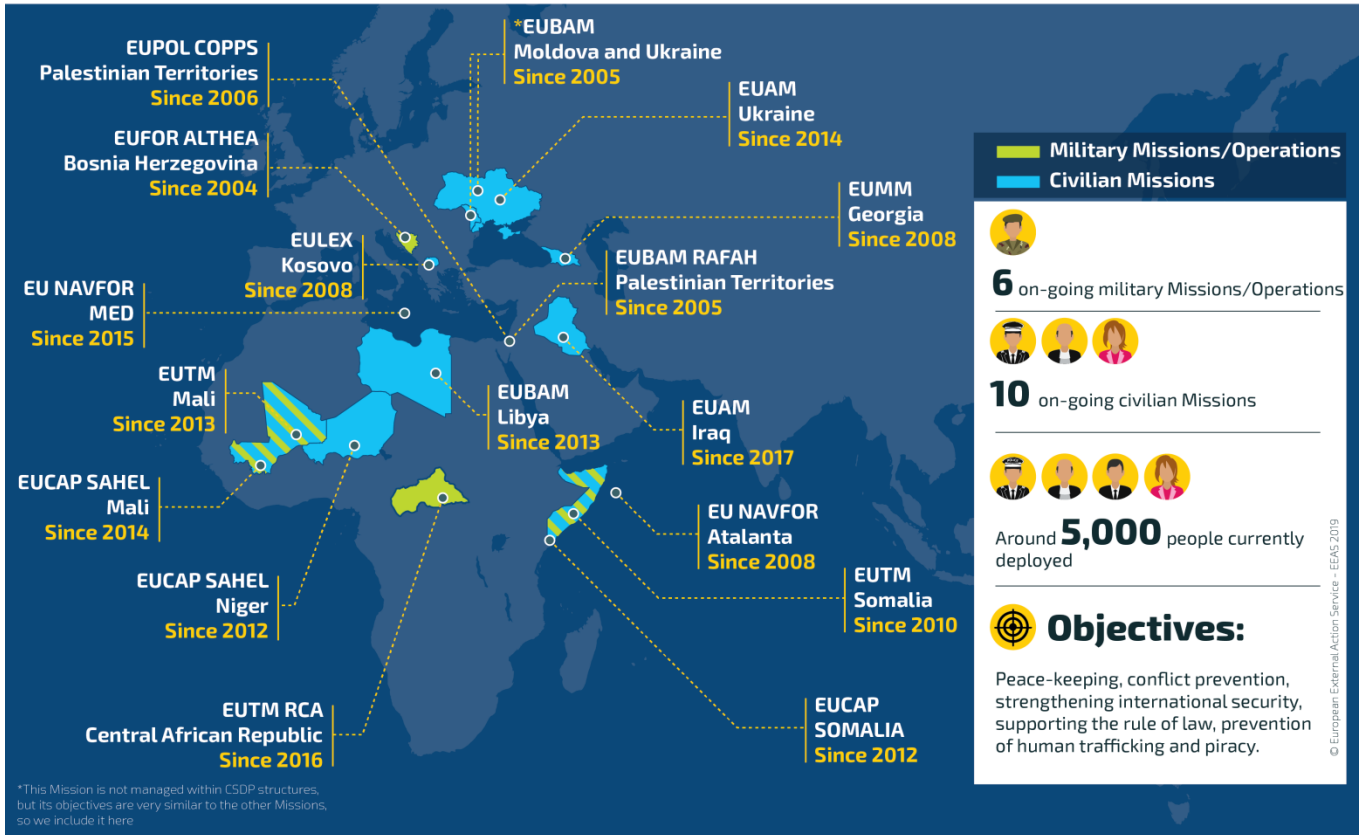 *EUBAM
Moldova and Ukraine
Since 2005
EUPOL COPPS
Palestinian Territories
Since 2006
EUAM
Ukraine
Since 2014
EUFOR ALTHEA
Bosnia Herzegovina
Since 2004
EUMM
Georgia
Since 2008
EULEX
Kosovo
Since 2008
EUBAM RAFAH
Palestinian Territories
Since 2005
EU NAVFOR
MED
Since 2015
EUTM
Mali
Since 2013
EUBAM
Libya
Since 2013
EUAM
Iraq
Since 2017
EUCAP SAHEL
Mali
Since 2014
EU NAVFOR
Atalanta
Since 2008
EUCAP SAHEL
Niger
Since 2012
EUTM
Somalia
Since 2010
EUTM RCA
Central African Republic
Since 2016
EUCAP
SOMALIA
Since 2012
*This Mission is not managed within CSDP structures,
but its objectives are very similar to the other Missions,
so we include it here
Military Missions/Operations
Civilian Missions
6 on-going military Missions/Operations
10 on-going civilian Missions
Around 5,000 people currently
deployed
Objectives:
Peace-keeping, conflict prevention,
strengthening international security,
supporting the rule of law, prevention
of human trafficking and piracy.
© European External Action Service - EEAS 2019